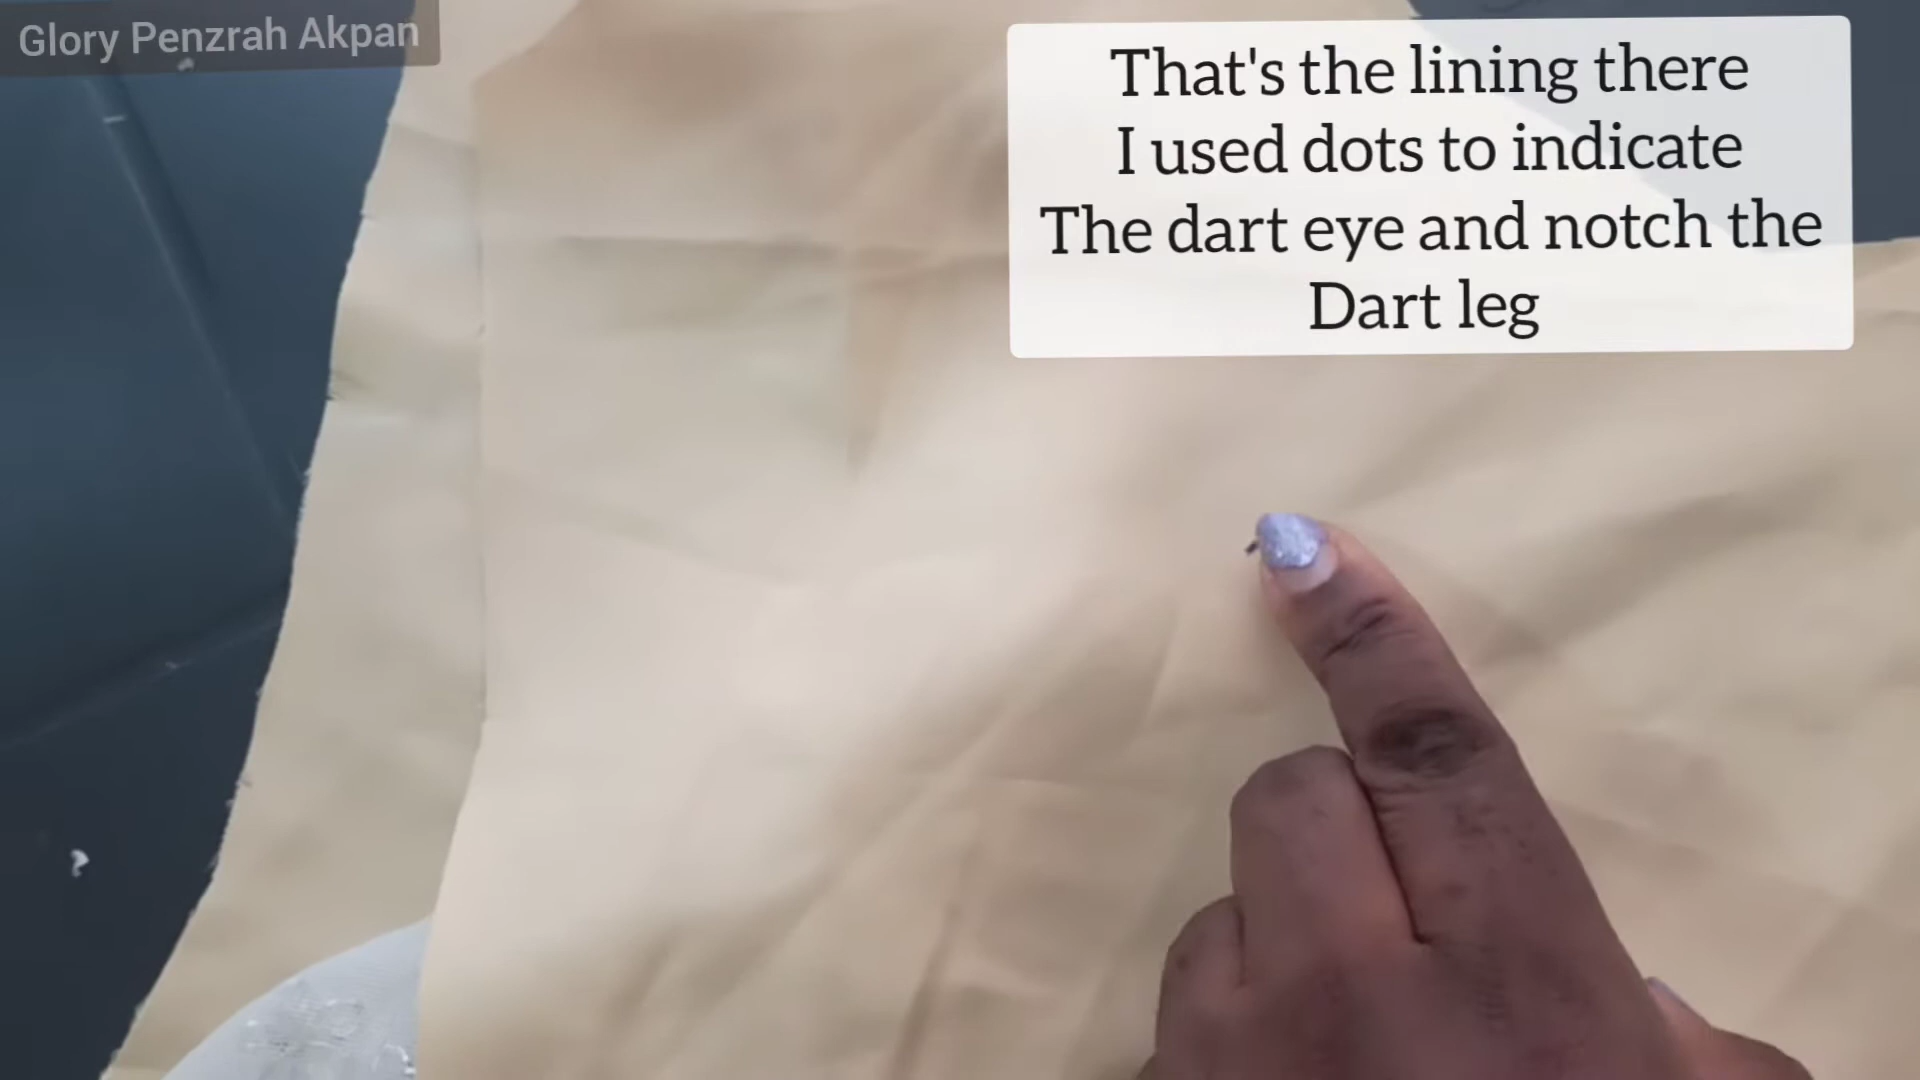 Glory Penzrah Akpan
That's the lining there
I used dots to indicate
The dart eye and notch the
Dart leg